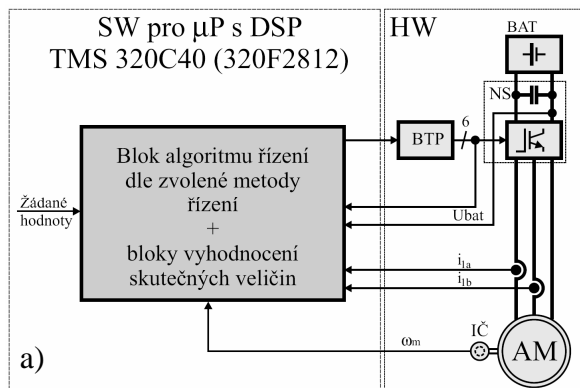 SW pro μP s DSP
TMS 320C40 (320F2812)
HW
BAT
NS
6
BTP
Blok algoritmu řízení
dle zvolené metody
řízení
+
bloky vyhodnocení
skutečných veličin
Žádané
hodnoty
Ubat
i1a
i1b
IČ
ωm
AM
a)